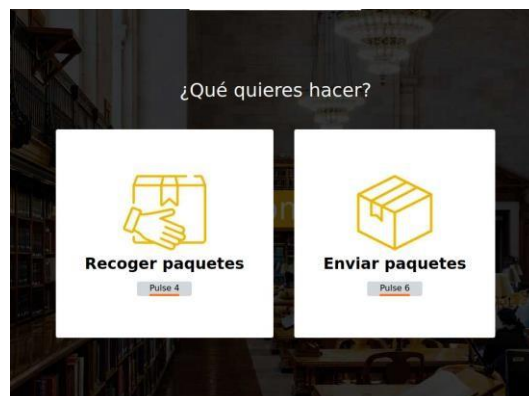 ¿Qué quieres hacer?
Recoger paquetes
Pulse 4
Enviar paquetes
Pulse 6